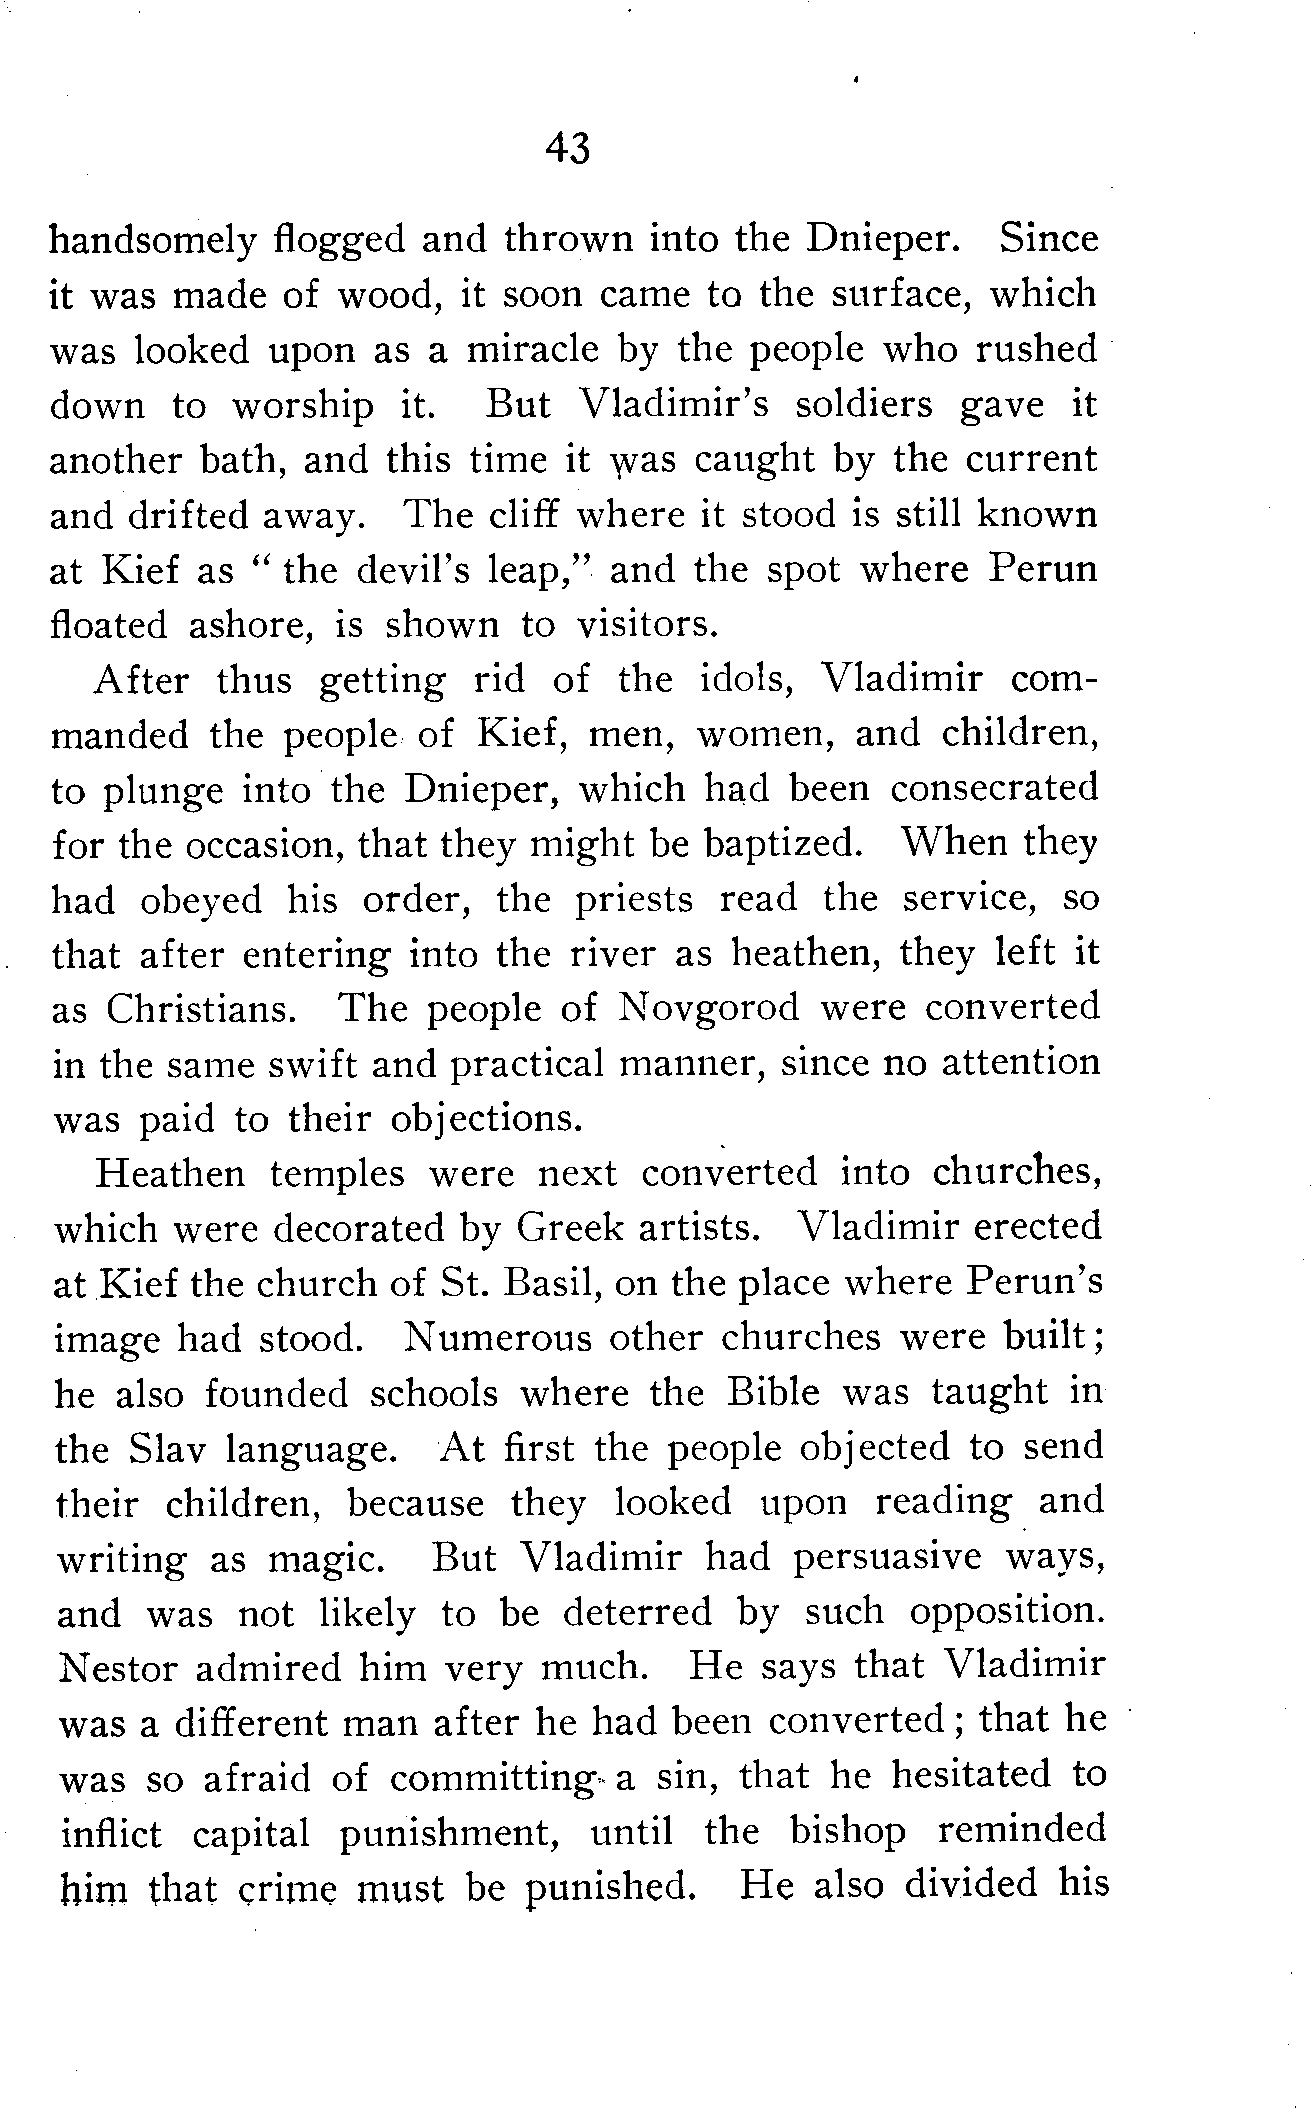 43
handsomely flogged and thrown into the Dnieper. Since
it was made of wood, it soon came to the surface, which
was looked upon as a miracle by the people who rushed
down to worship it. But Vladimir's soldiers gave it
another bath, and this time it was caught by the current
and drifted away. The cliff where it stood is still known
at Kief as " the devil's leap," and the spot where Perun
floated ashore, is shown to visitors.
After thus getting rid of the idols, Vladimir com-
manded the people of Kief, men, women, and children,
to plunge into the Dnieper, which had been consecrated
for the occasion, that they might be baptized. When they
had obeyed his order, the priests read the service, so
that after entering into the river as heathen, they left it
as Christians. The people of Novgorod were converted
in the same swift and practical manner, since no attention
was paid to their objections.
Heathen temples were next converted into churches,
which were decorated by Greek artists. Vladimir erected
at Kief the church of St. Basil, on the place where Perun's
image had stood. Numerous other churches were built ;
he also founded schools where the Bible was taught in
the Slav language. At first the people objected to send
their children, because they looked upon reading and
writing as magic. But Vladimir had persuasive ways,
and was not likely to be deterred by such opposition.
Nestor admired him very much. He says that Vladimir
was a different man after he had been converted ; that he
was so afraid of committing a sin, that he hesitated to
inflict capital punishment, until the bishop reminded
him that crime must be punished. He also divided his